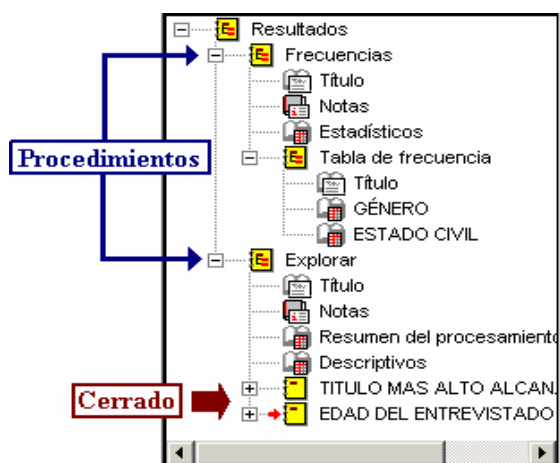 Resultados
Frecuencias
Título
Notas
Estadísticos
Procedimientos
Tabla de frecuencia
Título
GÉNERO
ESTADO CIVIL
Explorar
Título
Notas
Resumen del procesamiento
Descriptivos
TITULO MAS ALTO ALCAN.
Cerrado
EDAD DEL ENTREVISTADO